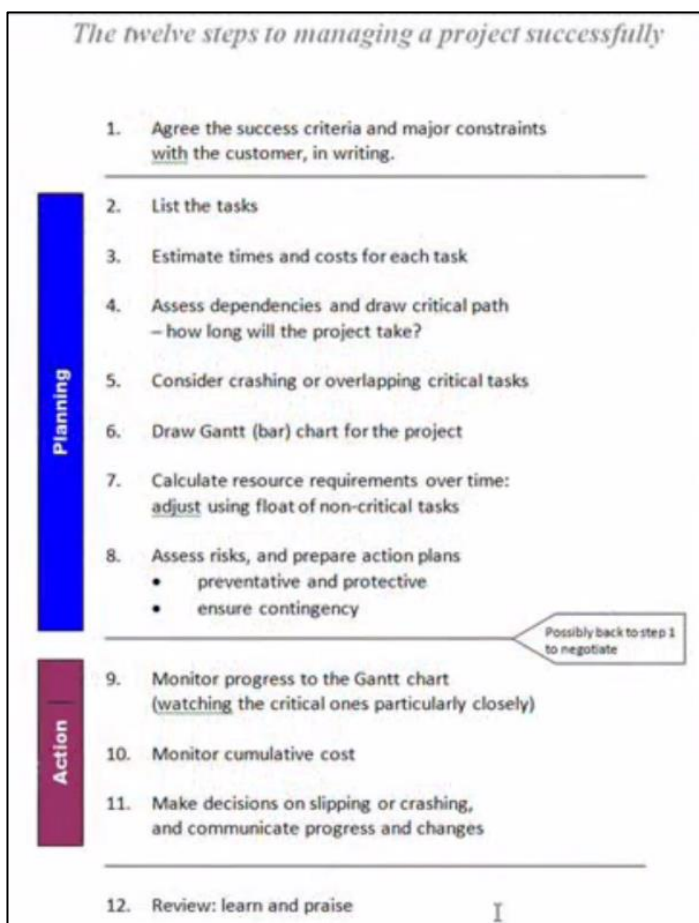 The twelve steps to managing a project successfully
1. Agree the success criteria and major constraints
with the customer, in writing.
2. List the tasks
3. Estimate times and costs for each task
4. Assess dependencies and draw critical path
– how long will the project take?
5. Consider crashing or overlapping critical tasks
6. Draw Gantt (bar) chart for the project
7. Calculate resource requirements over time:
adjust using float of non-critical tasks
8. Assess risks, and prepare action plans
• preventative and protective
• ensure contingency
Planning
Possibly back to step 1
to negotiate
9. Monitor progress to the Gantt chart
(watching the critical ones particularly closely)
10. Monitor cumulative cost
11. Make decisions on slipping or crashing,
and communicate progress and changes
Action
12. Review: learn and praise